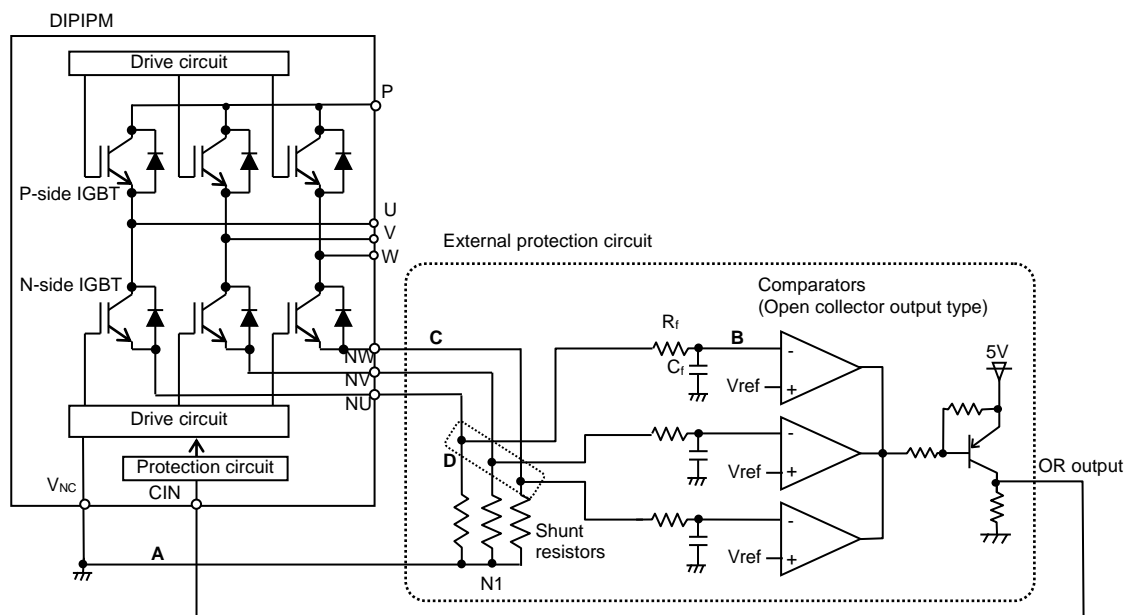 DIPIPM
Drive circuit
P
P-side IGBT
U
V
W
External protection circuit
N-side IGBT
Comparators
(Open collector output type)
C
Rf
B
5V
NW
Cf
Vref
-
+
NV
NU
Drive circuit
-
+
Vref
D
OR output
Protection circuit
VNC
CIN
Shunt
resistors
-
+
Vref
A
N1